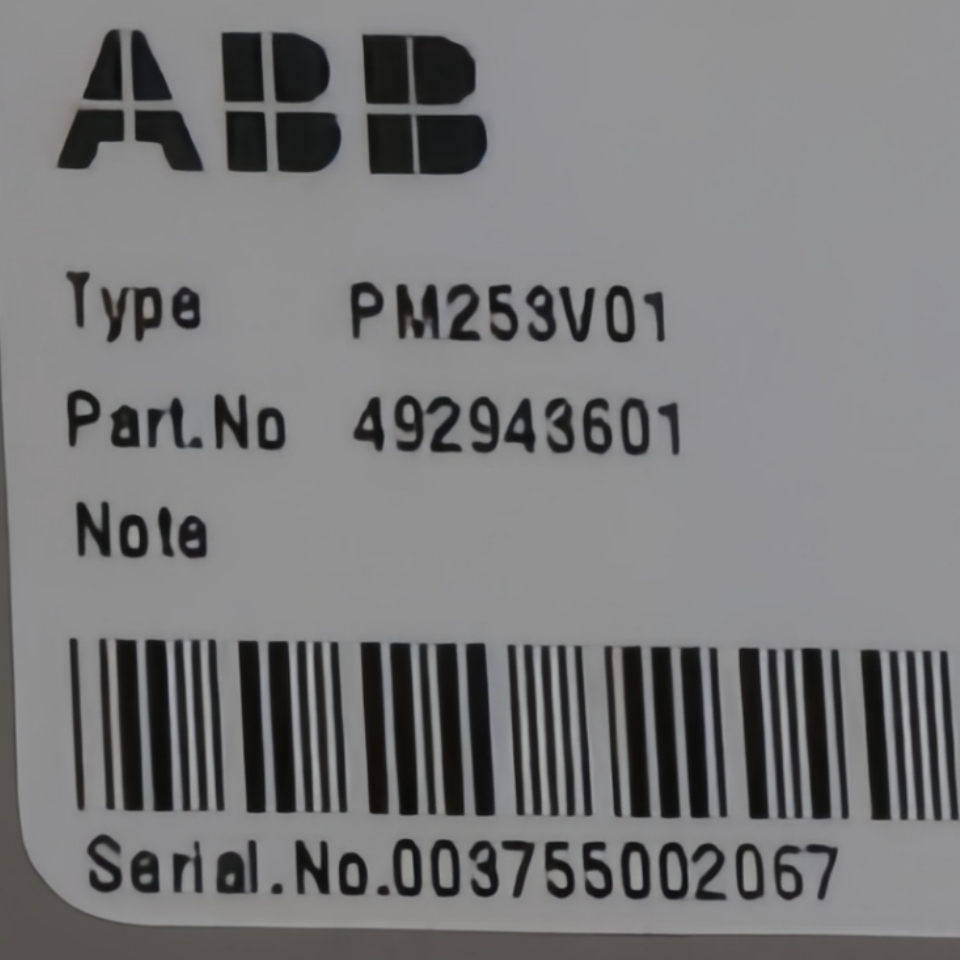 ABB
Type PM253V01
Part.No 492943601
Note
Serial.No.003755002067